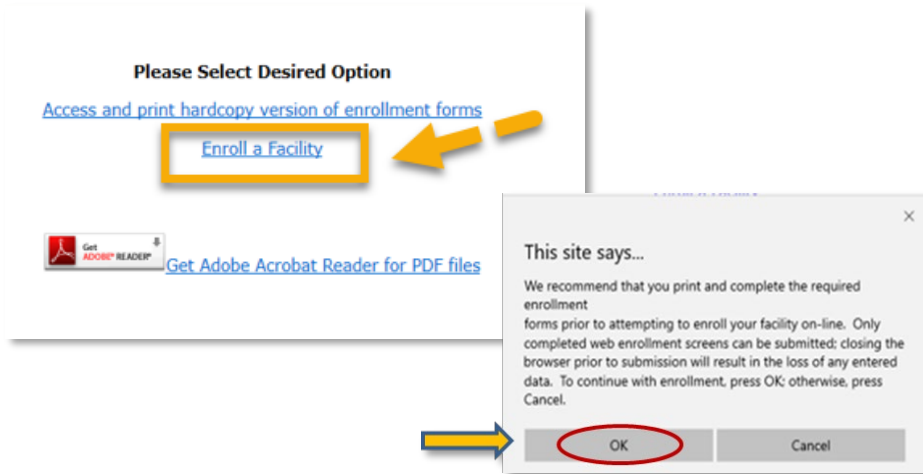 Please Select Desired Option
Access and print hardcopy version of enrollment forms
Enroll a Facility
Get
ADOBE® READER®
Get Adobe Acrobat Reader for PDF files
This site says...
We recommend that you print and complete the required
enrollment
forms prior to attempting to enroll your facility on-line. Only
completed web enrollment screens can be submitted; closing the
browser prior to submission will result in the loss of any entered
data. To continue with enrollment, press OK; otherwise, press
Cancel.
OK
Cancel